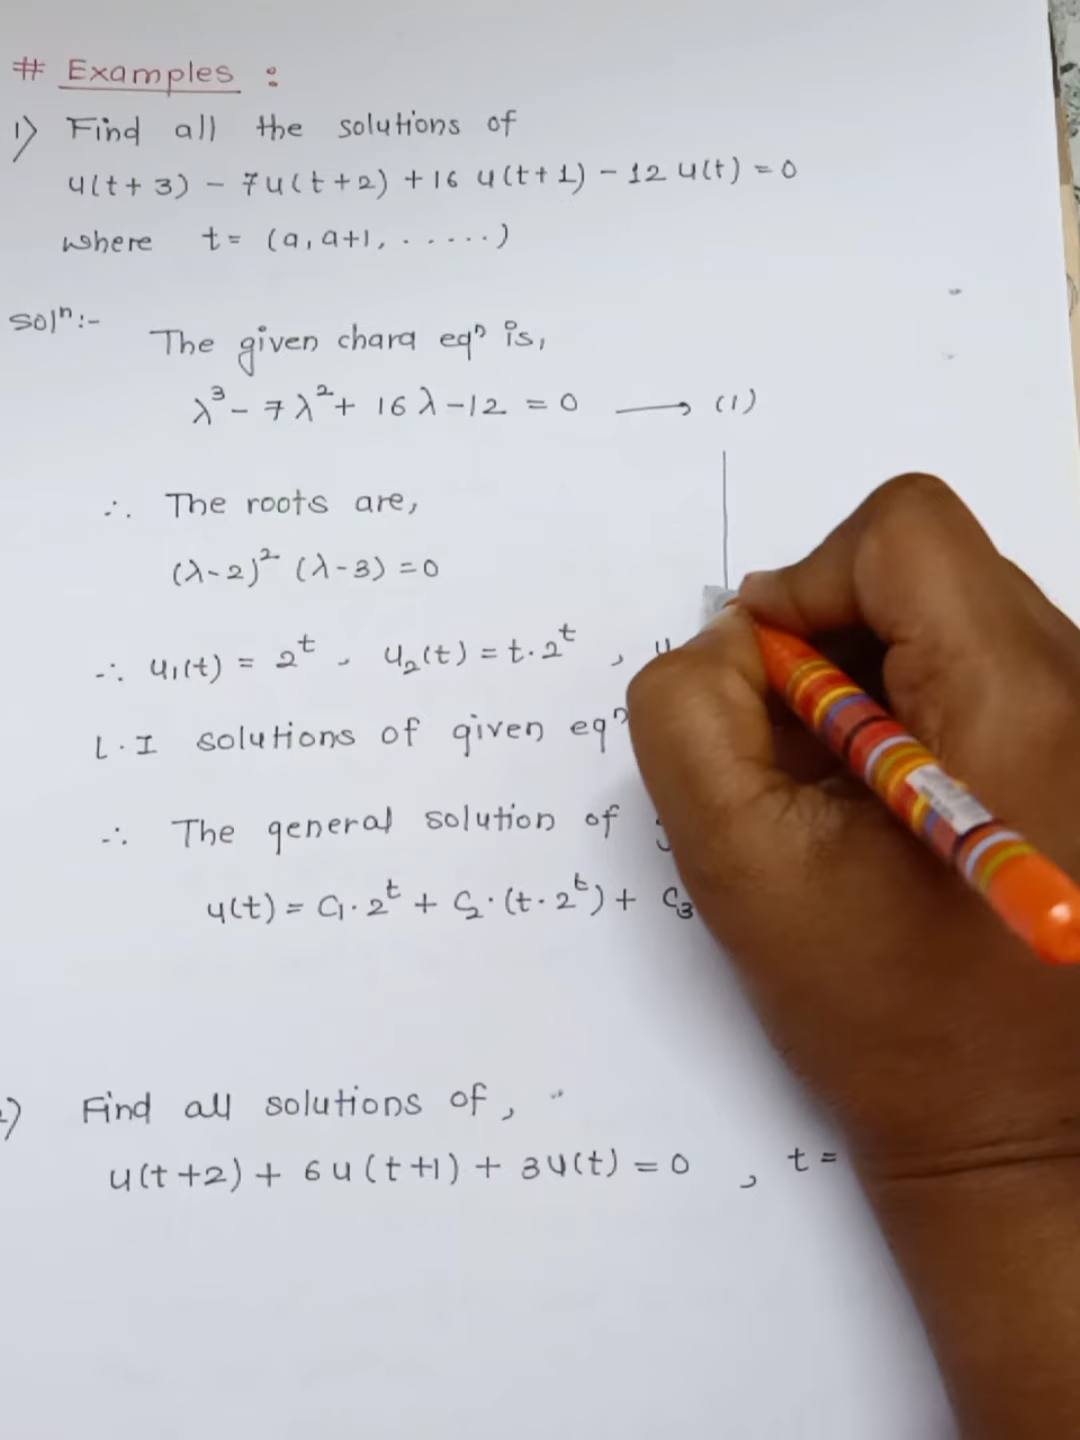 # Examples :
1) Find all the solutions of
u(t+3) - 7u(t+2) + 16 u(t+1) - 12 u(t) = 0
where t = (a, a+1, ......)
Solⁿ:-
The given chara eqⁿ is,
λ³ - 7λ² + 16λ - 12 = 0 ⟶ (1)
∴ The roots are,
(λ-2)² (λ-3) = 0
∴ u₁(t) = 2ᵗ , u₂(t) = t·2ᵗ , u
L.I solutions of given eqⁿ
∴ The general solution of
u(t) = C₁·2ᵗ + C₂·(t·2ᵗ) + C₃
2) Find all solutions of,
u(t+2) + 6u(t+1) + 3u(t) = 0 , t =